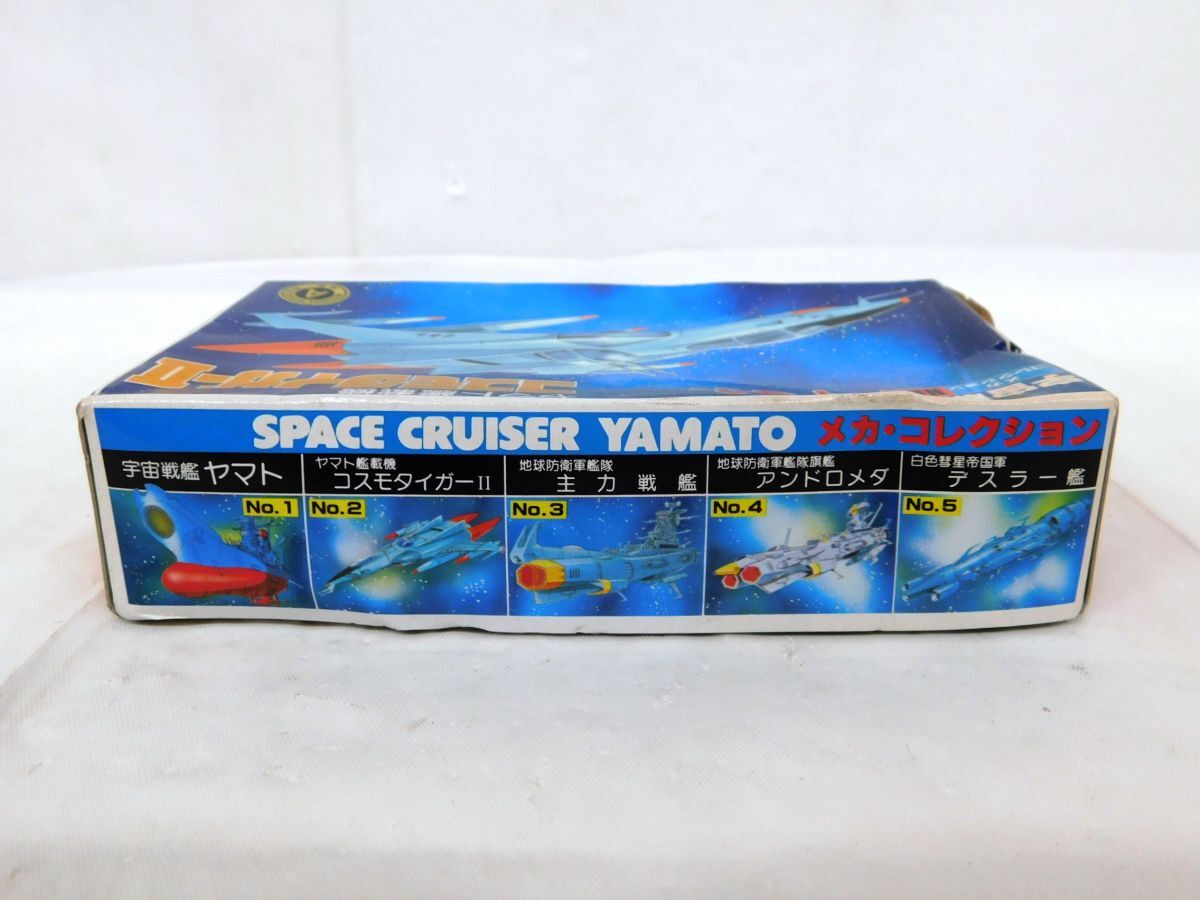 SPACE CRUISER YAMATO メカ・コレクション
宇宙戦艦 ヤマト
No.1
ヤマト艦載機
コスモタイガーII
No.2
地球防衛軍艦隊
主力戦艦
No.3
地球防衛軍艦隊旗艦
アンドロメダ
No.4
白色彗星帝国軍
デスラー艦
No.5